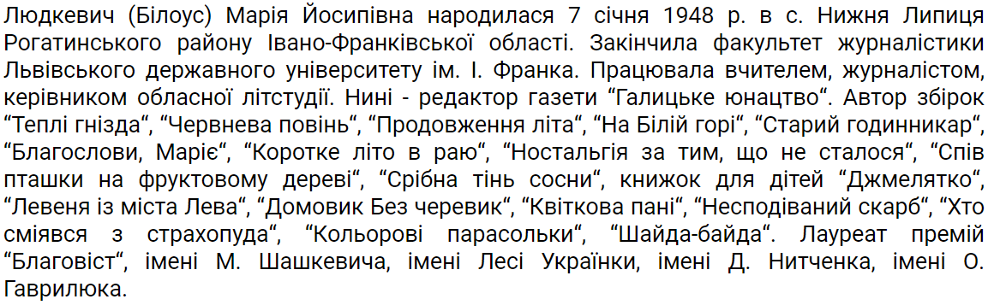 Людкевич (Білоус) Марія Йосипівна народилася 7 січня 1948 р. в с. Нижня Липиця
Рогатинського району Івано-Франківської області. Закінчила факультет журналістики
Львівського державного університету ім. І. Франка. Працювала вчителем, журналістом,
керівником обласної літстудії. Нині - редактор газети “Галицьке юнацтво“. Автор збірок
“Теплі гнізда“, “Червнева повінь“, “Продовження літа“, “На Білій горі“, “Старий годинникар“,
“Благослови, Маріє“, “Коротке літо в раю“, “Ностальгія за тим, що не сталося“, “Спів
пташки на фруктовому дереві“, “Срібна тінь сосни“, книжок для дітей “Джмелятко“,
“Левеня із міста Лева“, “Домовик Без черевик“, “Квіткова пані“, “Несподіваний скарб“, “Хто
сміявся з страхопуда“, “Кольорові парасольки“, “Шайда-байда“. Лауреат премій
“Благовіст“, імені М. Шашкевича, імені Лесі Українки, імені Д. Нитченка, імені О.
Гаврилюка.